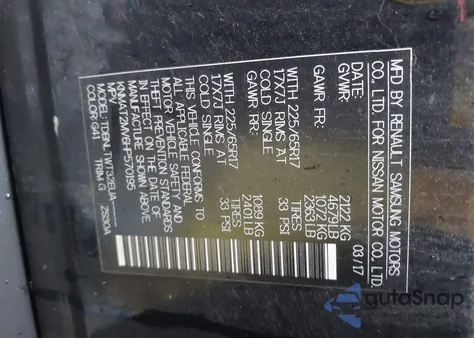 MFD BY RENAULT SAMSUNG MOTORS
CO, LTD. FOR NISSAN MOTOR CO, LTD.
DATE: 03/17
GVWR: 2122 KG
4679 LB
GAWR FR: 1072 KG
2363 LB
WITH 225/65R17 TIRES
17X7J RIMS AT 33 PSI
COLD SINGLE
GAWR RR: 1089 KG
2401 LB
WITH 225/65R17 TIRES
17X7J RIMS AT 33 PSI
COLD SINGLE
THIS VEHICLE CONFORMS TO
ALL APPLICABLE FEDERAL
MOTOR VEHICLE SAFETY AND
THEFT PREVENTION STANDARDS
IN EFFECT ON THE DATE OF
MANUFACTURE SHOWN ABOVE.
KNMAT2MV6HP570195
MPV
COLOR: G41 TRIM: G
autoSnap